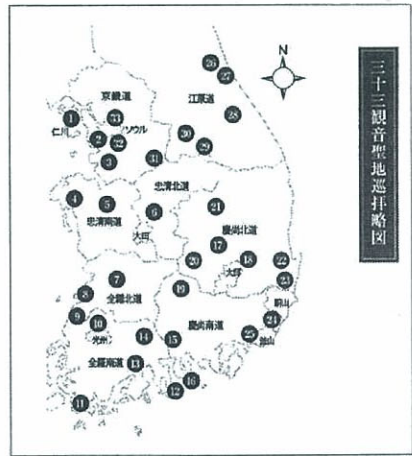 三十三観音聖地巡拝略図
N
26
27
京畿道
江原道
1
33
28
仁川
ソウル
2
32
30
29
3
31
忠清北道
4
5
6
21
忠清南道
慶尚北道
大田
17
20
18
22
大邱
23
7
19
8
全羅北道
蔚山
9
慶尚南道
24
10
光州
14
15
25
釜山
全羅南道
13
16
12
11